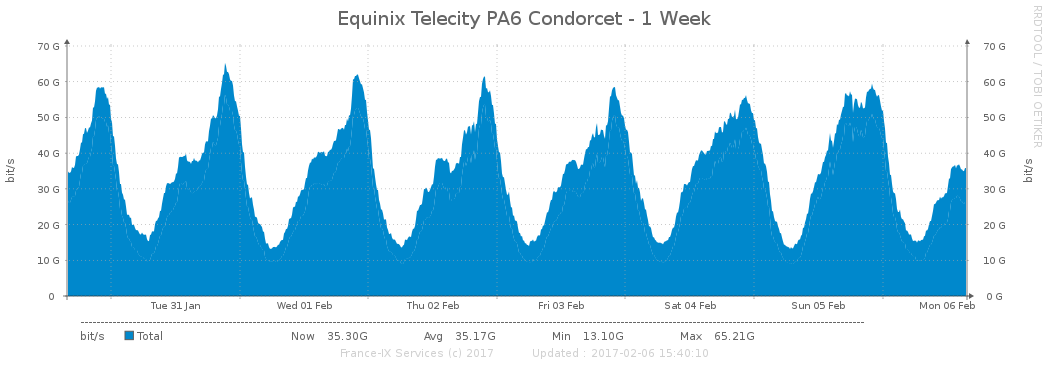 Equinix Telecity PA6 Condorcet - 1 Week
RRDTOOL / TOBI OETIKER
bit/s
70 G
60 G
50 G
40 G
30 G
20 G
10 G
0
70 G
60 G
50 G
40 G
30 G
20 G
10 G
0 G
bit/s
Tue 31 Jan Wed 01 Feb Thu 02 Feb Fri 03 Feb Sat 04 Feb Sun 05 Feb Mon 06 Feb
bit/s Total Now 35.30G Avg 35.17G Min 13.10G Max 65.21G
France-IX Services (c) 2017 Updated : 2017-02-06 15:40:10